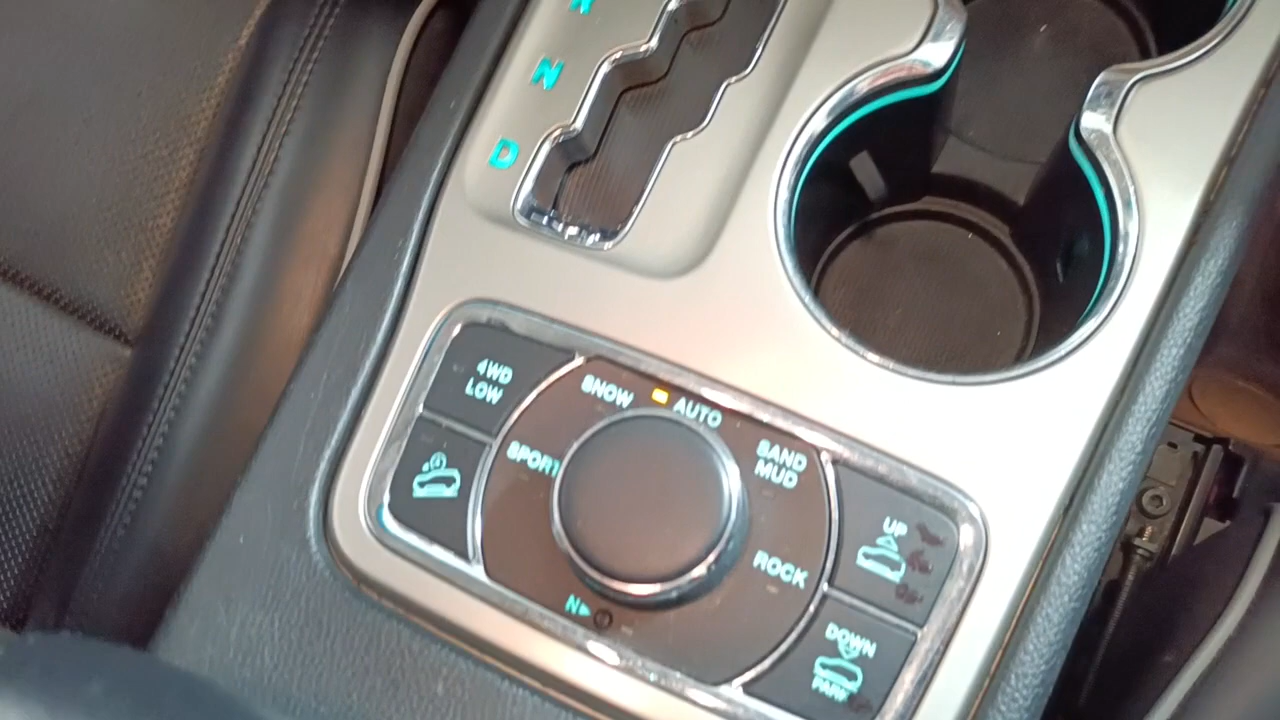 N
D
4WD
LOW
SNOW
AUTO
SPORT
SAND
MUD
ROCK
N
UP
DOWN
PARK